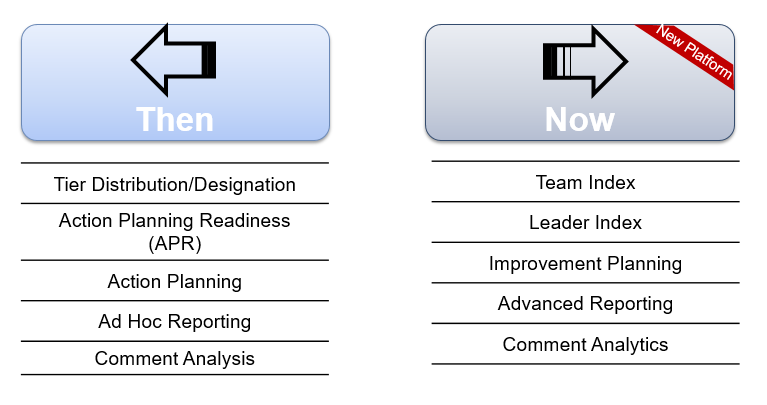 Then
Tier Distribution/Designation
Action Planning Readiness
(APR)
Action Planning
Ad Hoc Reporting
Comment Analysis
New Platform
Now
Team Index
Leader Index
Improvement Planning
Advanced Reporting
Comment Analytics